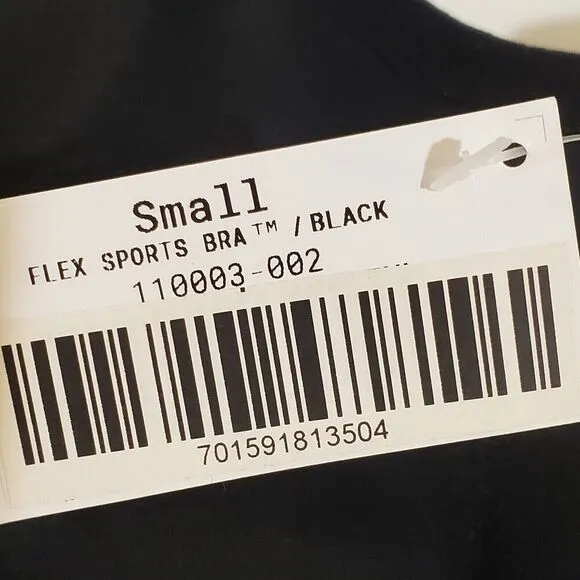 Small
FLEX SPORTS BRA™ / BLACK
110003-002
701591813504